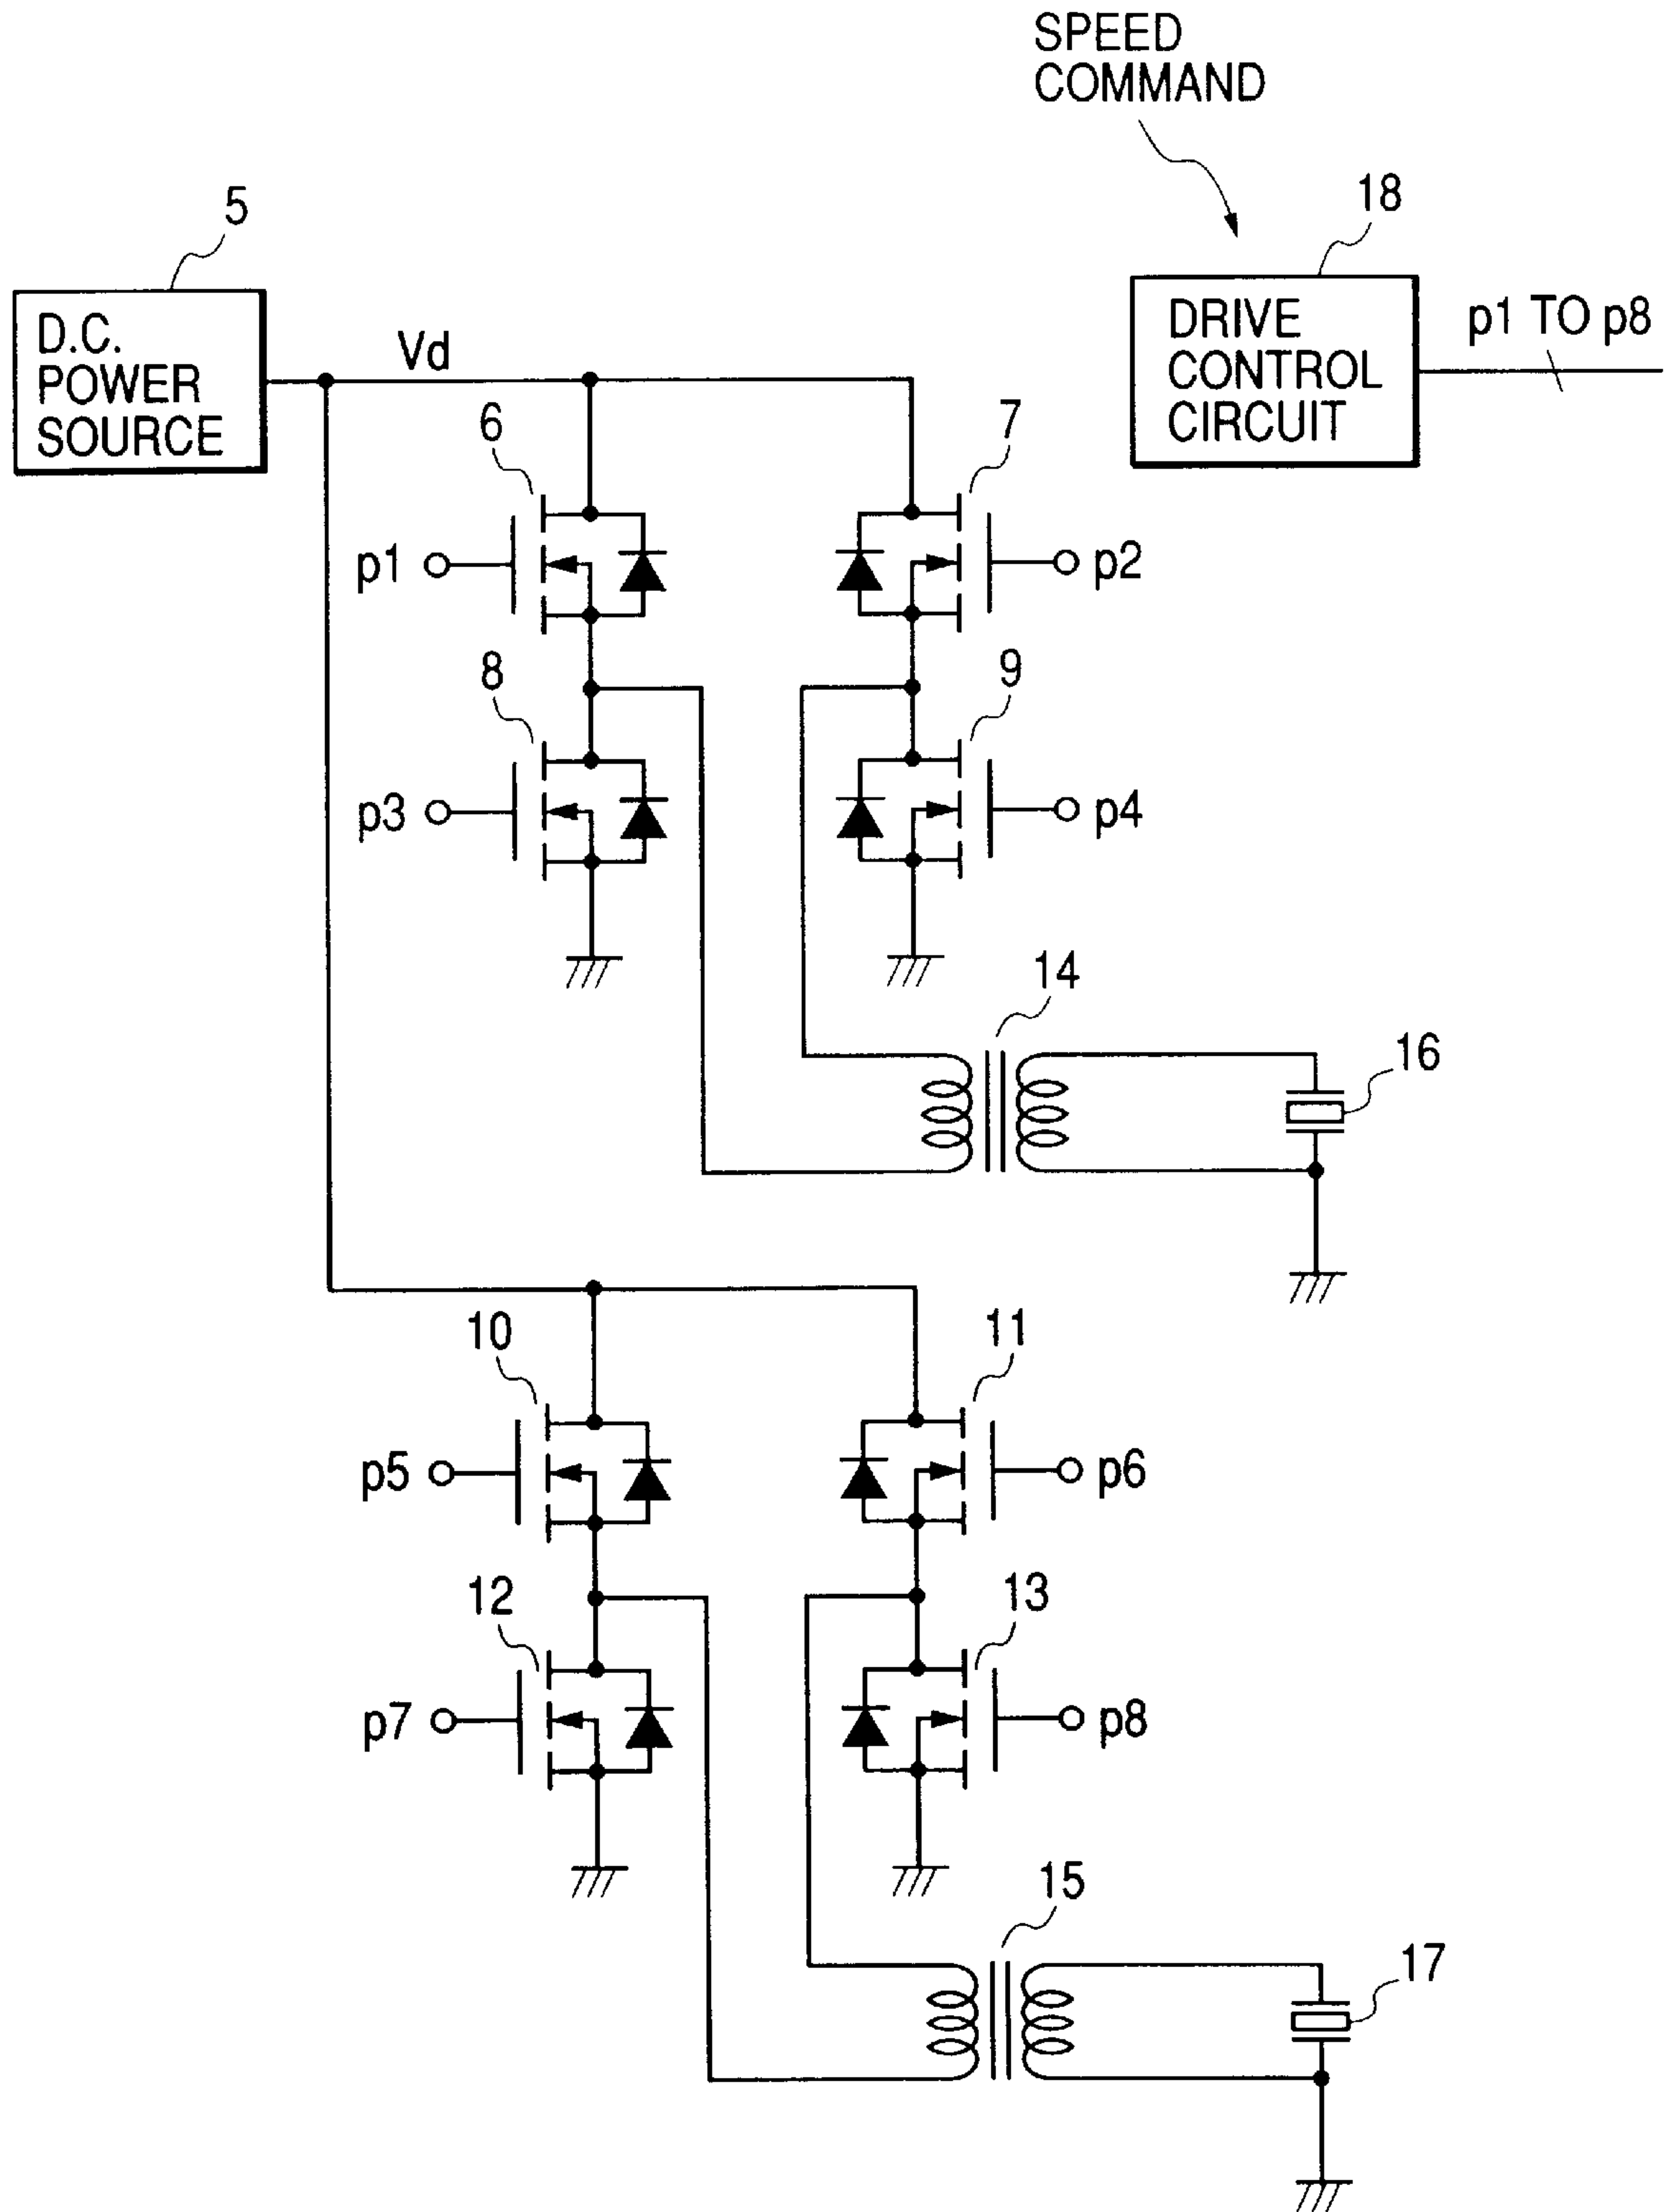 SPEED
COMMAND
5
18
D.C.
POWER
SOURCE
Vd
DRIVE
CONTROL
CIRCUIT
p1 TO p8
6
7
p1
p2
8
9
p3
p4
14
16
10
11
p5
p6
12
13
p7
p8
15
17